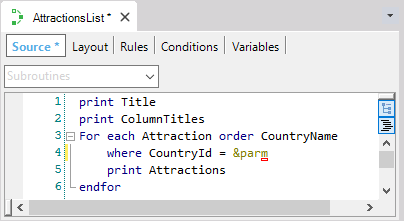 AttractionsList *
Source * Layout Rules Conditions Variables
Subroutines
1 print Title
2 print ColumnTitles
3 For each Attraction order CountryName
4 where CountryId = &parm
5 print Attractions
6 endfor